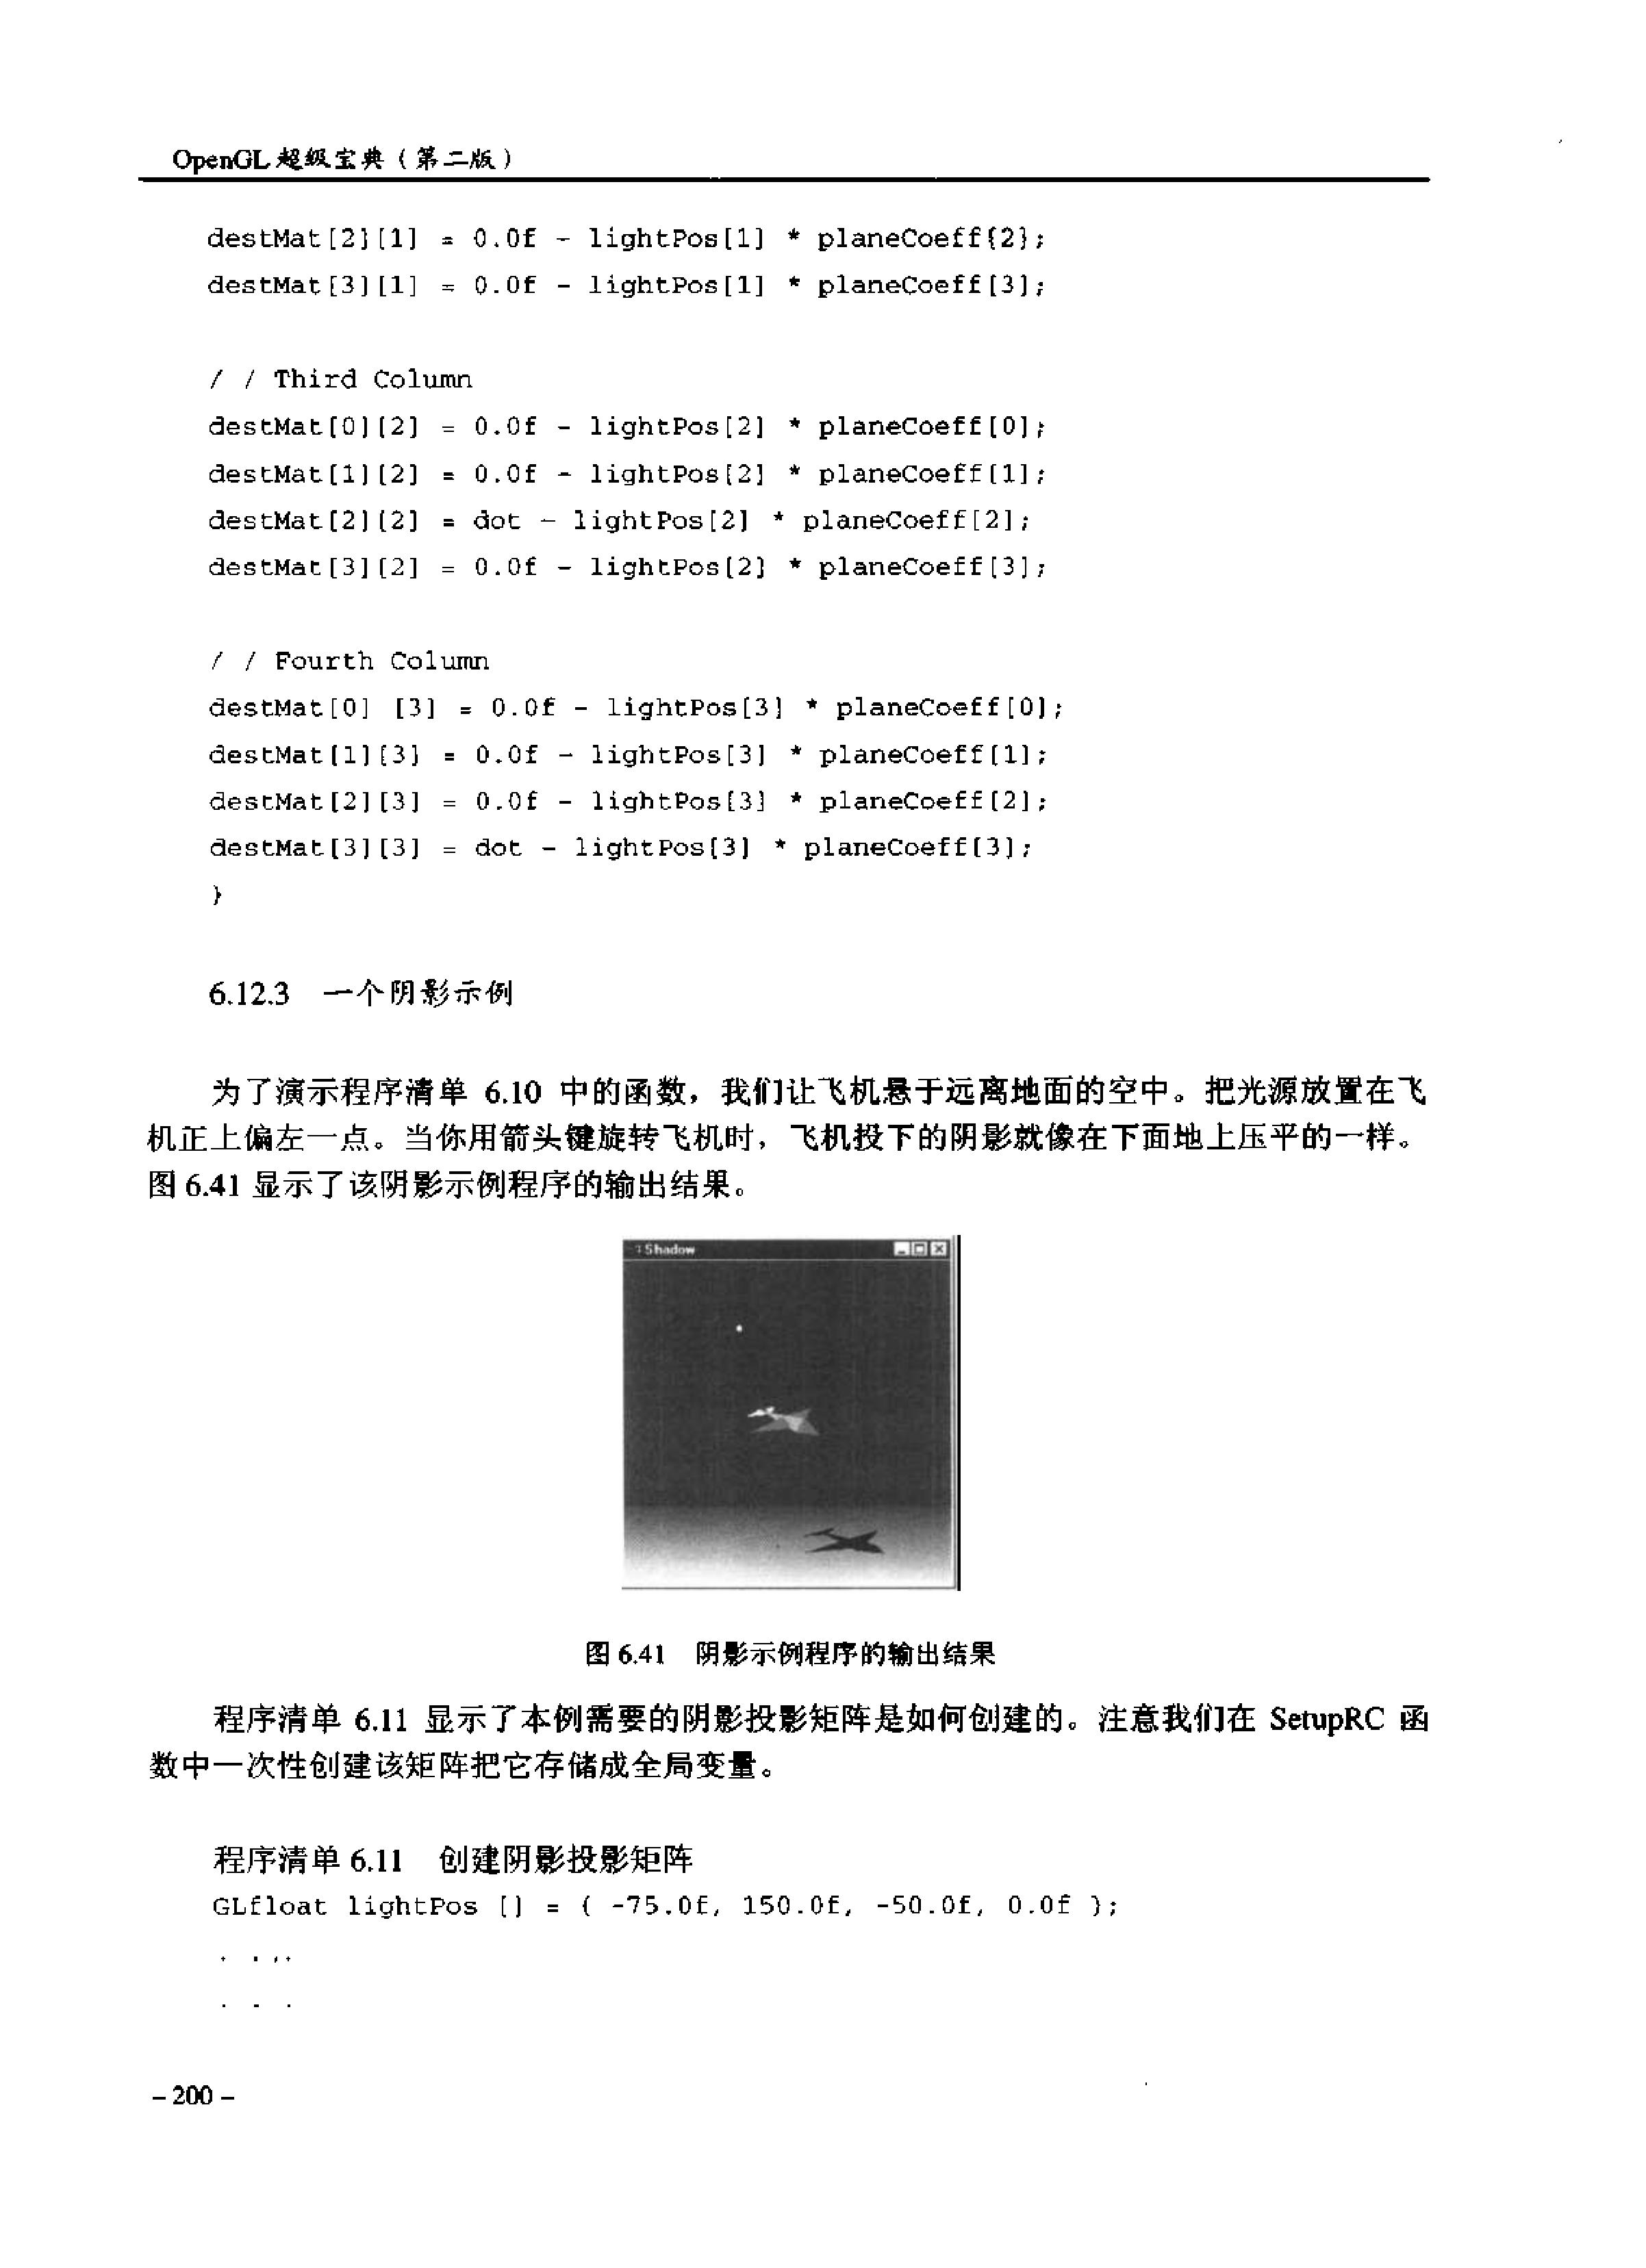 OpenGL超级宝典（第二版）
destMat[2][1] = 0.0f - lightPos[1] * planeCoeff{2};
destMat[3][1] = 0.0f - lightPos[1] * planeCoeff[3];
/ / Third Column
destMat[0][2] = 0.0f - lightPos[2] * planeCoeff[0];
destMat[1][2] = 0.0f - lightPos[2] * planeCoeff[1];
destMat[2][2] = dot - lightPos[2] * planeCoeff[2];
destMat[3][2] = 0.0f - lightPos[2] * planeCoeff[3];
/ / Fourth Column
destMat[0] [3] = 0.0f - lightPos[3] * planeCoeff[0];
destMat[1][3] = 0.0f - lightPos[3] * planeCoeff[1];
destMat[2][3] = 0.0f - lightPos[3] * planeCoeff[2];
destMat[3][3] = dot - lightPos[3] * planeCoeff[3];
}
6.12.3 一个阴影示例
为了演示程序清单 6.10 中的函数，我们让飞机悬于远离地面的空中。把光源放置在飞
机正上偏左一点。当你用箭头键旋转飞机时，飞机投下的阴影就像在下面地上压平的一样。
图 6.41 显示了该阴影示例程序的输出结果。
Shadow
图 6.41 阴影示例程序的输出结果
程序清单 6.11 显示了本例需要的阴影投影矩阵是如何创建的。注意我们在 SetupRC 函
数中一次性创建该矩阵把它存储成全局变量。
程序清单 6.11 创建阴影投影矩阵
GLfloat lightPos [] = { -75.0f, 150.0f, -50.0f, 0.0f };
. . . .
. . .
– 200 –